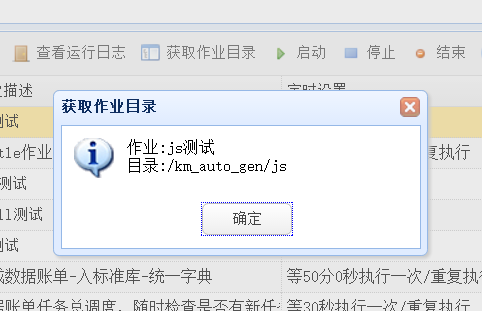 查看运行日志 获取作业目录 启动 停止 结束
描述 定时设置
测试
获取作业目录
作业:js测试
目录:/km_auto_gen/js
tle作业 复执行
测试
确定
ll测试
测试
数据账单-入标准库-统一字典 等50分0秒执行一次/重复执行
据账单任务总调度，随时检查是否有新任务 等30秒执行一次/重复执行